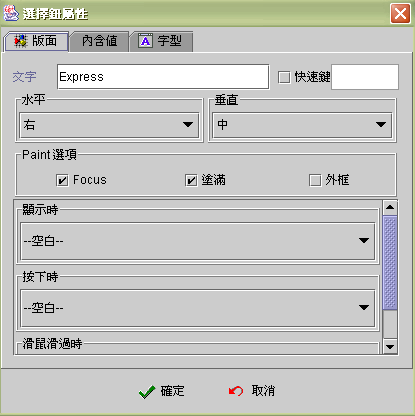 選擇鈕屬性
版面 內含值 字型
文字 Express 快速鍵
水平 垂直
右 中
Paint 選項
Focus 塗滿 外框
顯示時
--空白--
按下時
--空白--
滑鼠滑過時
確定 取消